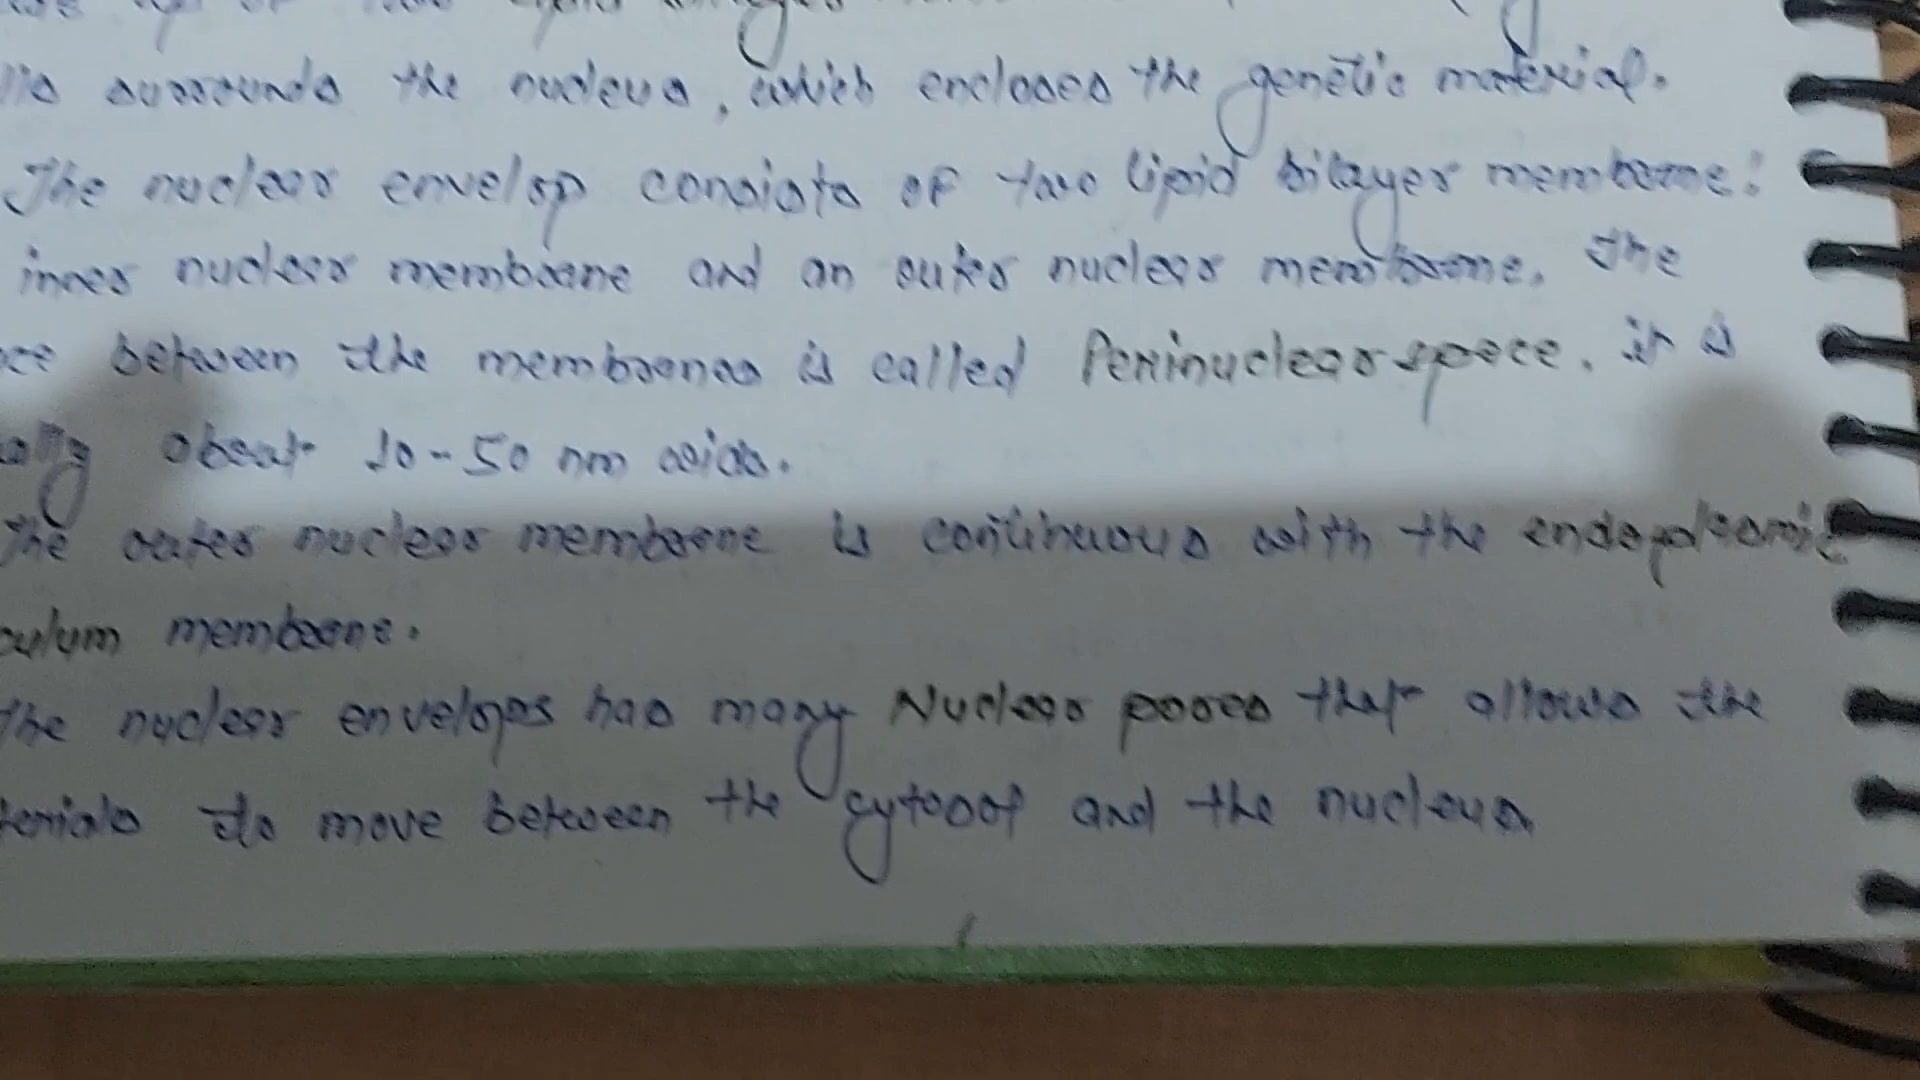 surrounds the nucleus, which encloses the genetic material.
The nuclear envelop consists of two lipid bilayer membrane:
inner nuclear membrane and an outer nuclear membrane. The
between the membranes is called Perinuclear space. it is
about 10-50 nm wide.
The outer nuclear membrane is continuous with the endoplasmic
membrane.
the nuclear envelops has many Nuclear pores that allows the
to move between the cytosol and the nucleus